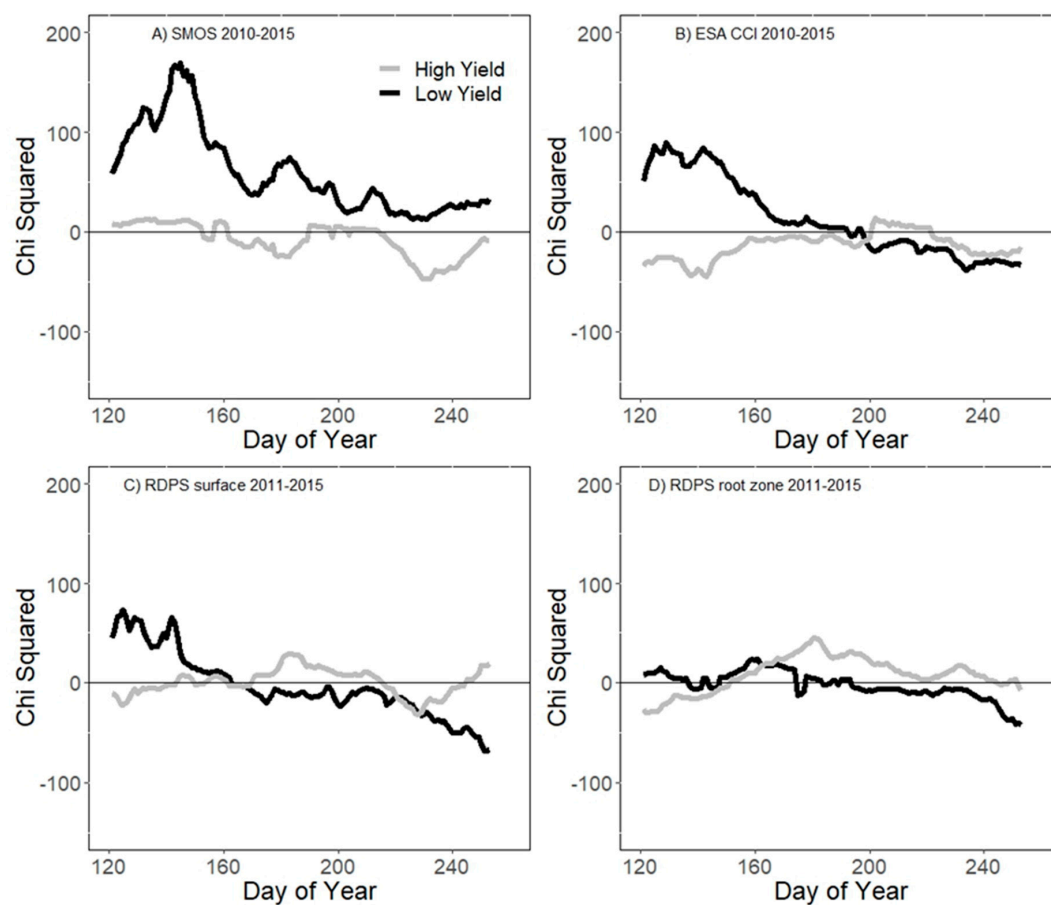 A) SMOS 2010-2015
High Yield
Low Yield
200
100
0
-100
Chi Squared
120 160 200 240
Day of Year
B) ESA CCI 2010-2015
200
100
0
-100
Chi Squared
120 160 200 240
Day of Year
C) RDPS surface 2011-2015
200
100
0
-100
Chi Squared
120 160 200 240
Day of Year
D) RDPS root zone 2011-2015
200
100
0
-100
Chi Squared
120 160 200 240
Day of Year